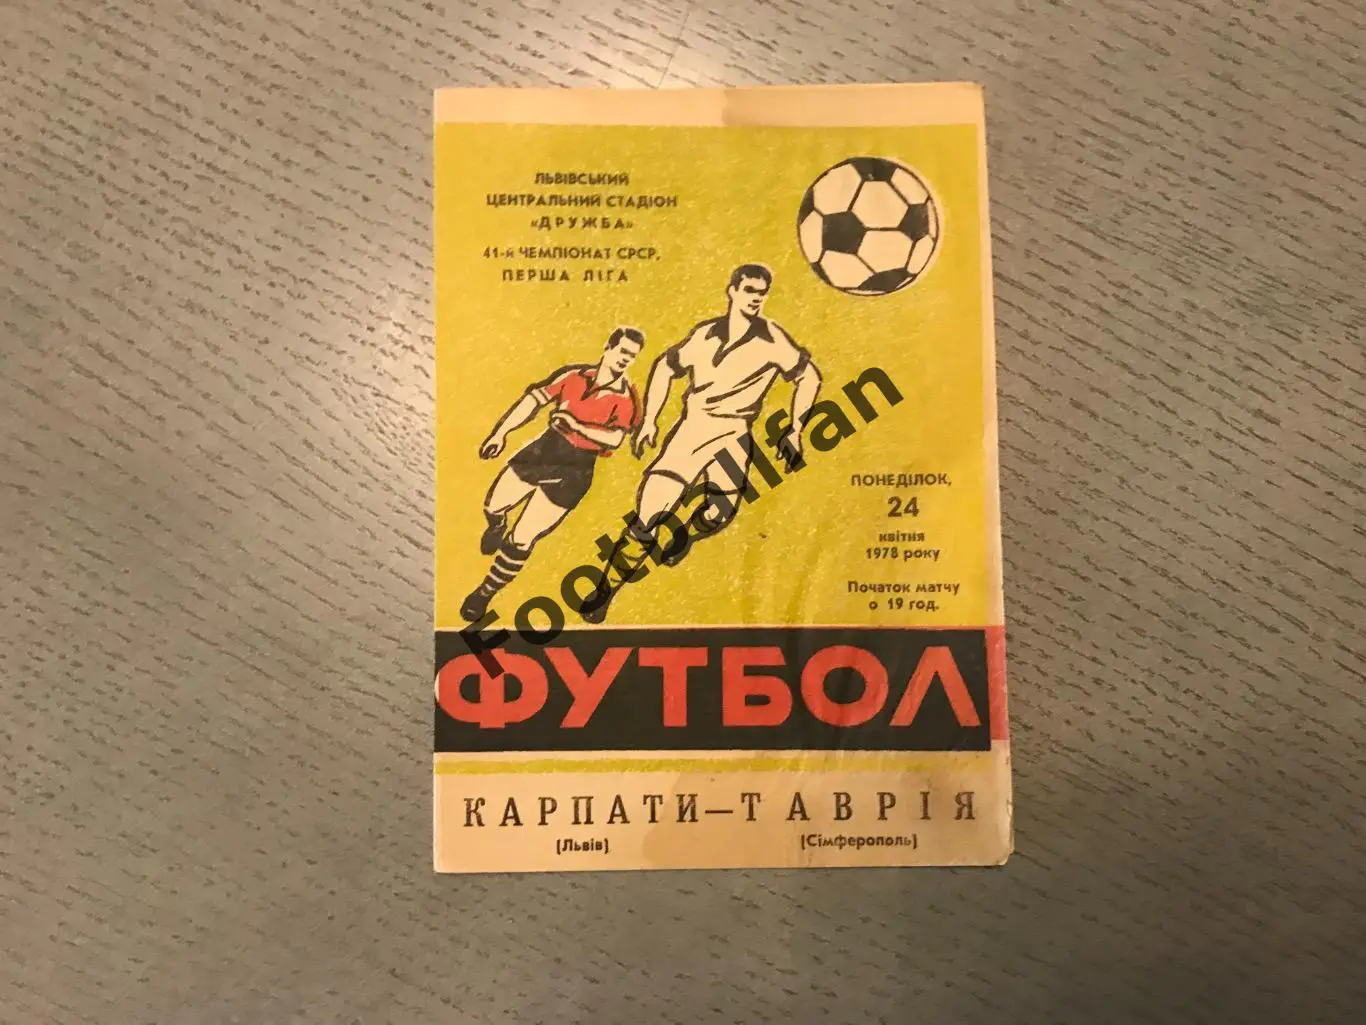 ЛЬВІВСЬКИЙ
ЦЕНТРАЛЬНИЙ СТАДІОН
«ДРУЖБА»
41-й ЧЕМПІОНАТ СРСР,
ПЕРША ЛІГА
ПОНЕДІЛОК,
24
квітня
1978 року
Початок матчу
о 19 год.
Footballfan
ФУТБОЛ
КАРПАТИ—ТАВРІЯ
(Львів) (Сімферополь)